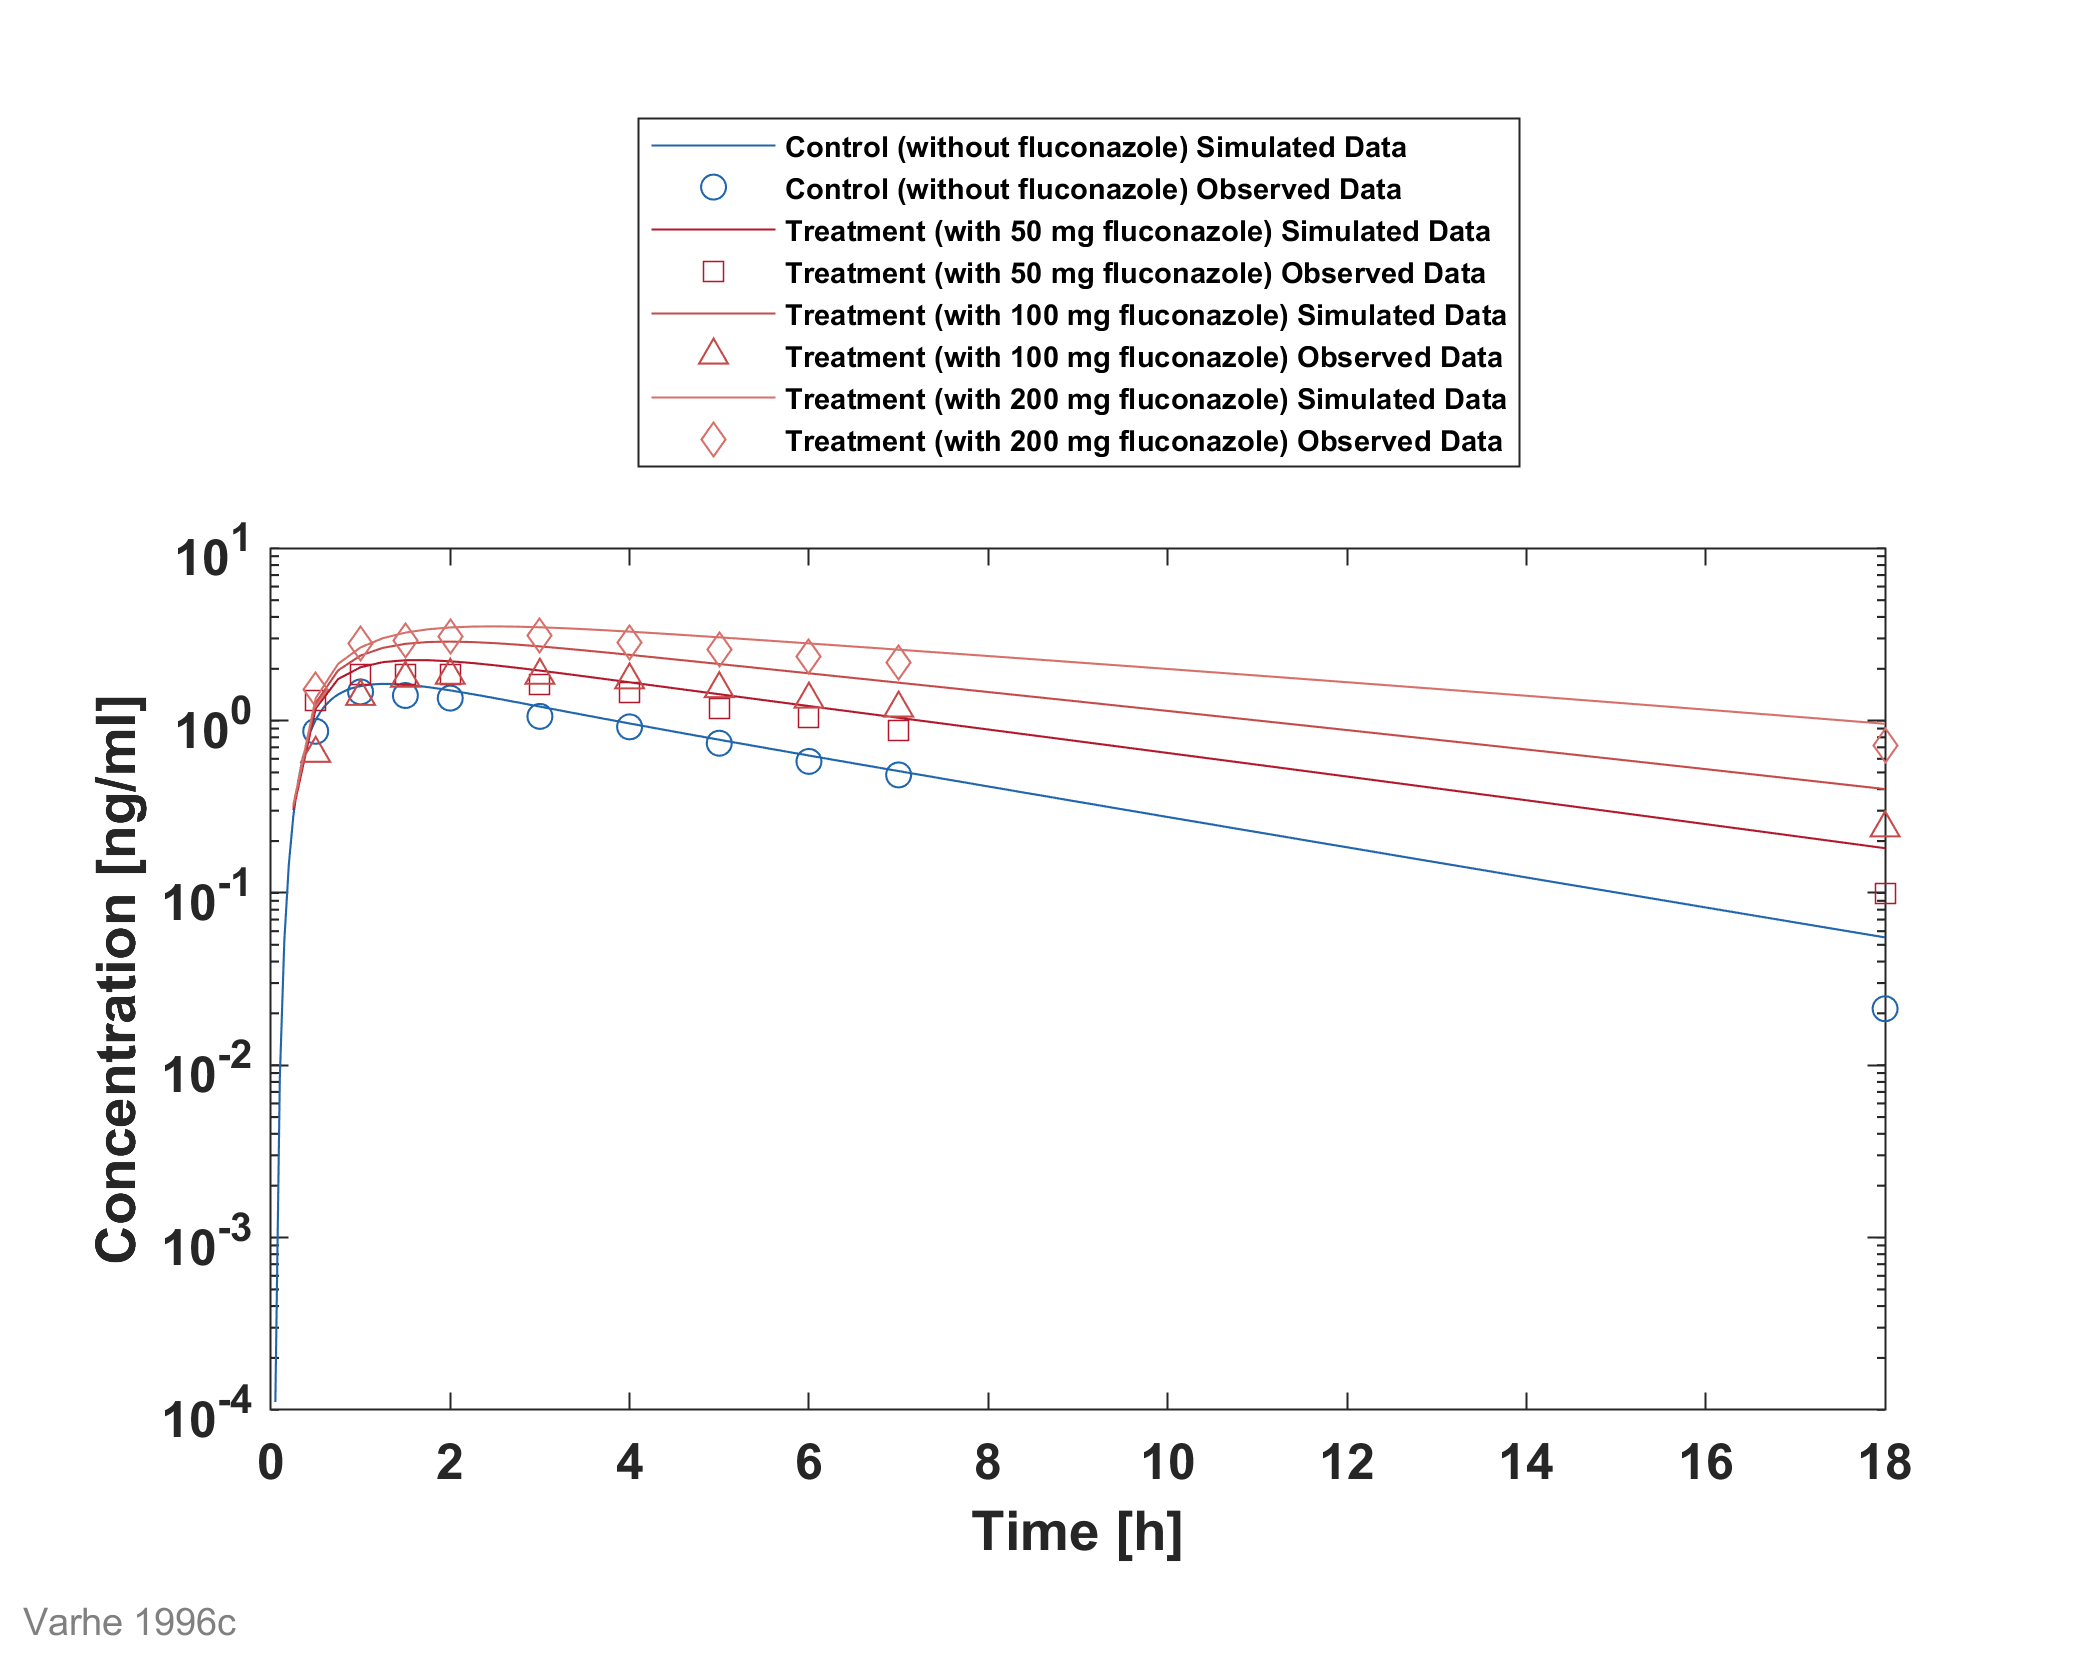 Control (without fluconazole) Simulated Data
Control (without fluconazole) Observed Data
Treatment (with 50 mg fluconazole) Simulated Data
Treatment (with 50 mg fluconazole) Observed Data
Treatment (with 100 mg fluconazole) Simulated Data
Treatment (with 100 mg fluconazole) Observed Data
Treatment (with 200 mg fluconazole) Simulated Data
Treatment (with 200 mg fluconazole) Observed Data
Concentration [ng/ml]
10^1
10^0
10^-1
10^-2
10^-3
10^-4
0 2 4 6 8 10 12 14 16 18
Time [h]
Varhe 1996c